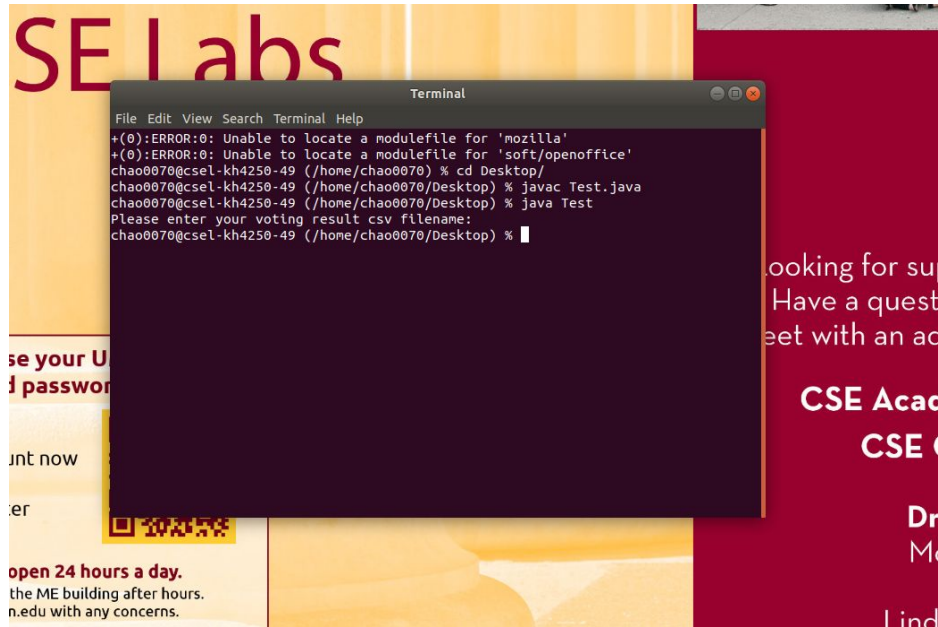 SE Labs
Terminal
File Edit View Search Terminal Help
+(0):ERROR:0: Unable to locate a modulefile for 'mozilla'
+(0):ERROR:0: Unable to locate a modulefile for 'soft/openoffice'
chao0070@csel-kh4250-49 (/home/chao0070) % cd Desktop/
chao0070@csel-kh4250-49 (/home/chao0070/Desktop) % javac Test.java
chao0070@csel-kh4250-49 (/home/chao0070/Desktop) % java Test
Please enter your voting result csv filename:
chao0070@csel-kh4250-49 (/home/chao0070/Desktop) %
se your
passwor
unt now
open 24 hours a day.
the ME building after hours.
n.edu with any concerns.
ooking for su
Have a quest
eet with an ac
CSE Acad
CSE
Dr
Lind